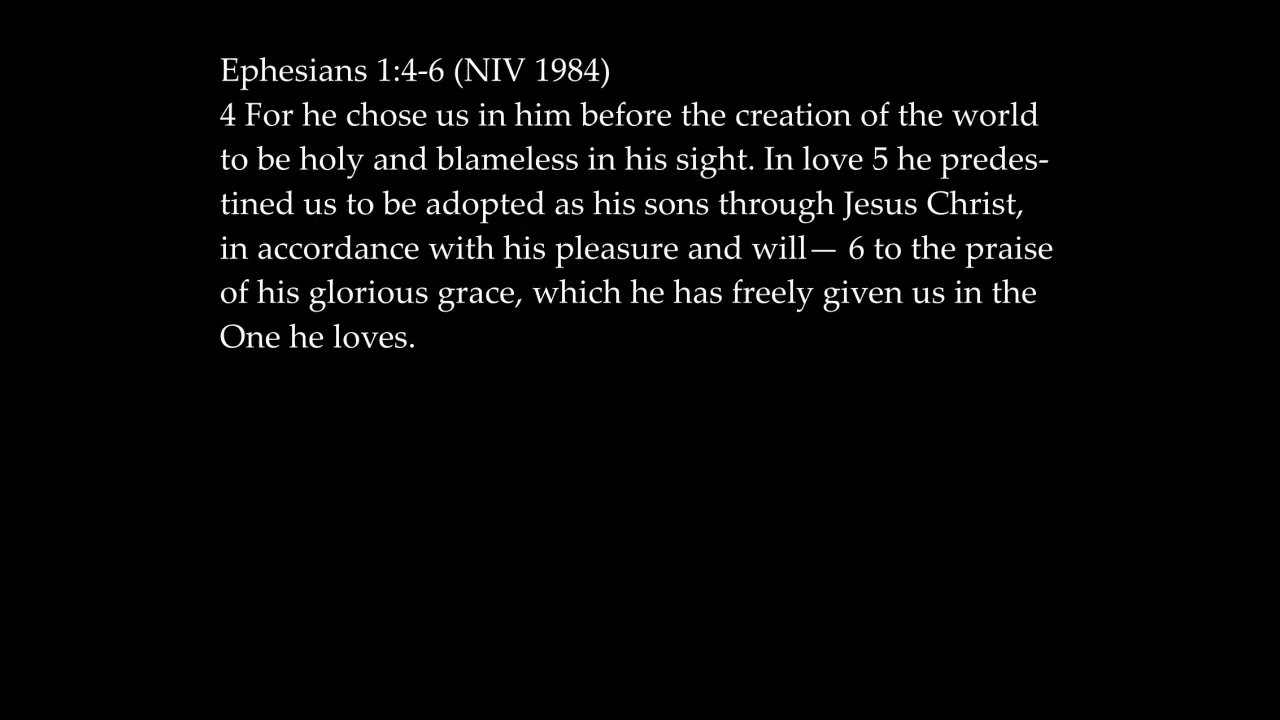 Ephesians 1:4-6 (NIV 1984)
4 For he chose us in him before the creation of the world
to be holy and blameless in his sight. In love 5 he predes-
tined us to be adopted as his sons through Jesus Christ,
in accordance with his pleasure and will— 6 to the praise
of his glorious grace, which he has freely given us in the
One he loves.